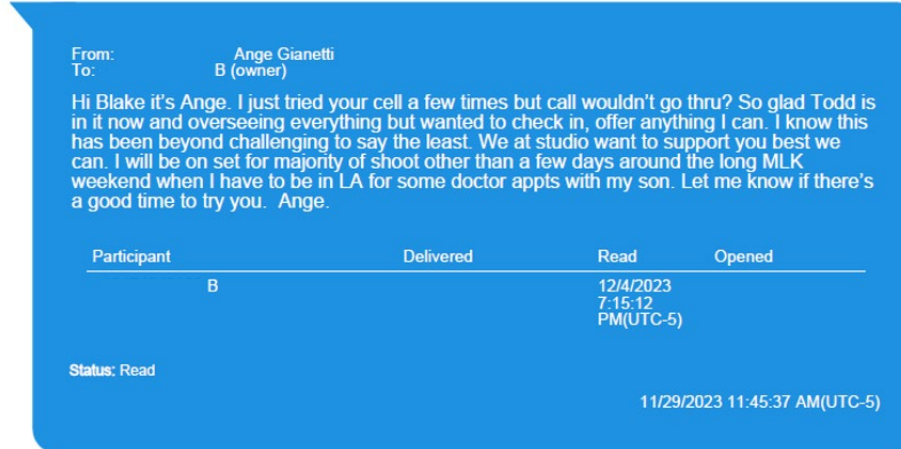 From: Ange Gianetti
To: B (owner)
Hi Blake it's Ange. I just tried your cell a few times but call wouldn't go thru? So glad Todd is
in it now and overseeing everything but wanted to check in, offer anything I can. I know this
has been beyond challenging to say the least. We at studio want to support you best we
can. I will be on set for majority of shoot other than a few days around the long MLK
weekend when I have to be in LA for some doctor appts with my son. Let me know if there's
a good time to try you.  Ange.
Participant Delivered Read Opened
B 12/4/2023
7:15:12
PM(UTC-5)
Status: Read
11/29/2023 11:45:37 AM(UTC-5)